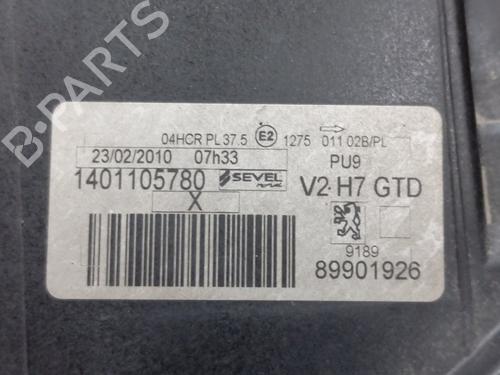 04HCR PL 37.5 E2 1275 011 02B/PL
23/02/2010 07h33 PU9
1401105780 SEVEL V2·H7 GTD
X
9189
89901926